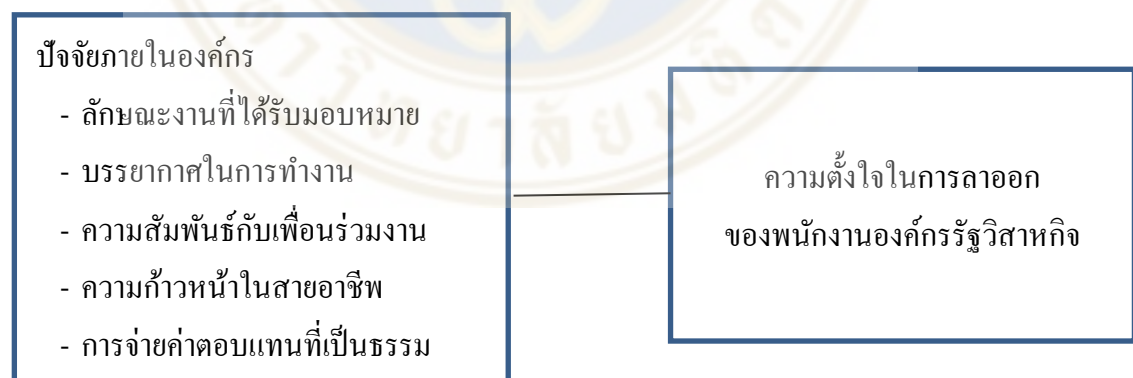 ปัจจัยภายในองค์กร
- ลักษณะงานที่ได้รับมอบหมาย
- บรรยากาศในการทำงาน
- ความสัมพันธ์กับเพื่อนร่วมงาน
- ความก้าวหน้าในสายอาชีพ
- การจ่ายค่าตอบแทนที่เป็นธรรม
ความตั้งใจในการลาออก
ของพนักงานองค์กรรัฐวิสาหกิจ